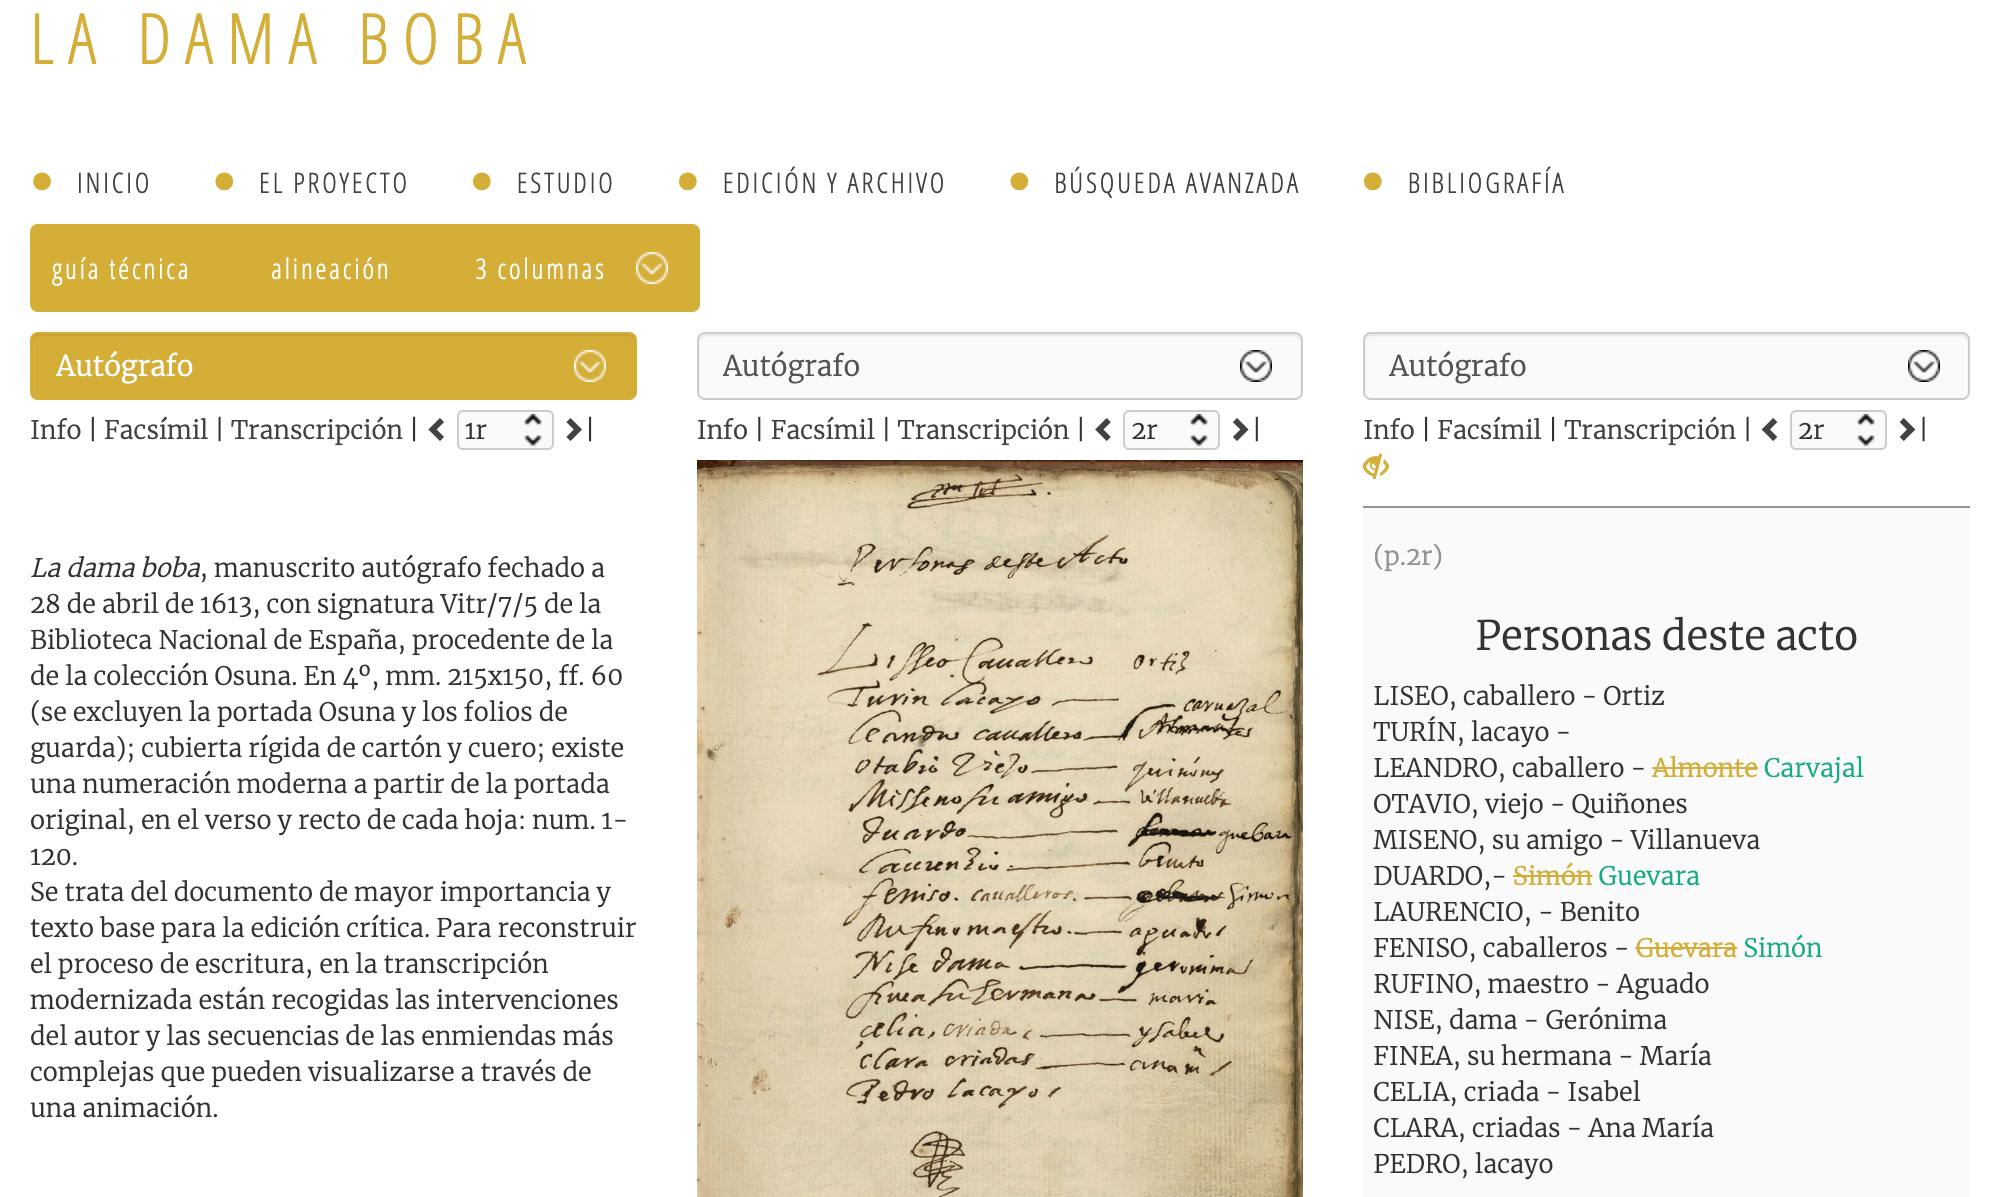 LA DAMA BOBA
INICIO
EL PROYECTO
ESTUDIO
EDICIÓN Y ARCHIVO
BÚSQUEDA AVANZADA
BIBLIOGRAFÍA
guía técnica
alineación
3 columnas
Autógrafo
Info | Facsímil | Transcripción | 1r |
La dama boba, manuscrito autógrafo fechado a
28 de abril de 1613, con signatura Vitr/7/5 de la
Biblioteca Nacional de España, procedente de la
de la colección Osuna. En 4º, mm. 215x150, ff. 60
(se excluyen la portada Osuna y los folios de
guarda); cubierta rígida de cartón y cuero; existe
una numeración moderna a partir de la portada
original, en el verso y recto de cada hoja: num. 1-
120.
Se trata del documento de mayor importancia y
texto base para la edición crítica. Para reconstruir
el proceso de escritura, en la transcripción
modernizada están recogidas las intervenciones
del autor y las secuencias de las enmiendas más
complejas que pueden visualizarse a través de
una animación.
Autógrafo
Info | Facsímil | Transcripción | 2r |
Personas deste Acto
Lisseo Cauallero ortiz
Turin lacayo
Leandro cauallero carvajal
otabio viejo quiñones
Misseno su amigo villanueba
Duardo guebara
Laurenzio benito
feniso. caualleros. simon
Rufino maestro. aguado
Nise dama geronima
finea su hermana maria
celia, criada ysabel
clara criadas ana mª
Pedro lacayo
Autógrafo
Info | Facsímil | Transcripción | 2r |
(p.2r)
Personas deste acto
LISEO, caballero - Ortiz
TURÍN, lacayo -
LEANDRO, caballero - Almonte Carvajal
OTAVIO, viejo - Quiñones
MISENO, su amigo - Villanueva
DUARDO,- Simón Guevara
LAURENCIO, - Benito
FENISO, caballeros - Guevara Simón
RUFINO, maestro - Aguado
NISE, dama - Gerónima
FINEA, su hermana - María
CELIA, criada - Isabel
CLARA, criadas - Ana María
PEDRO, lacayo